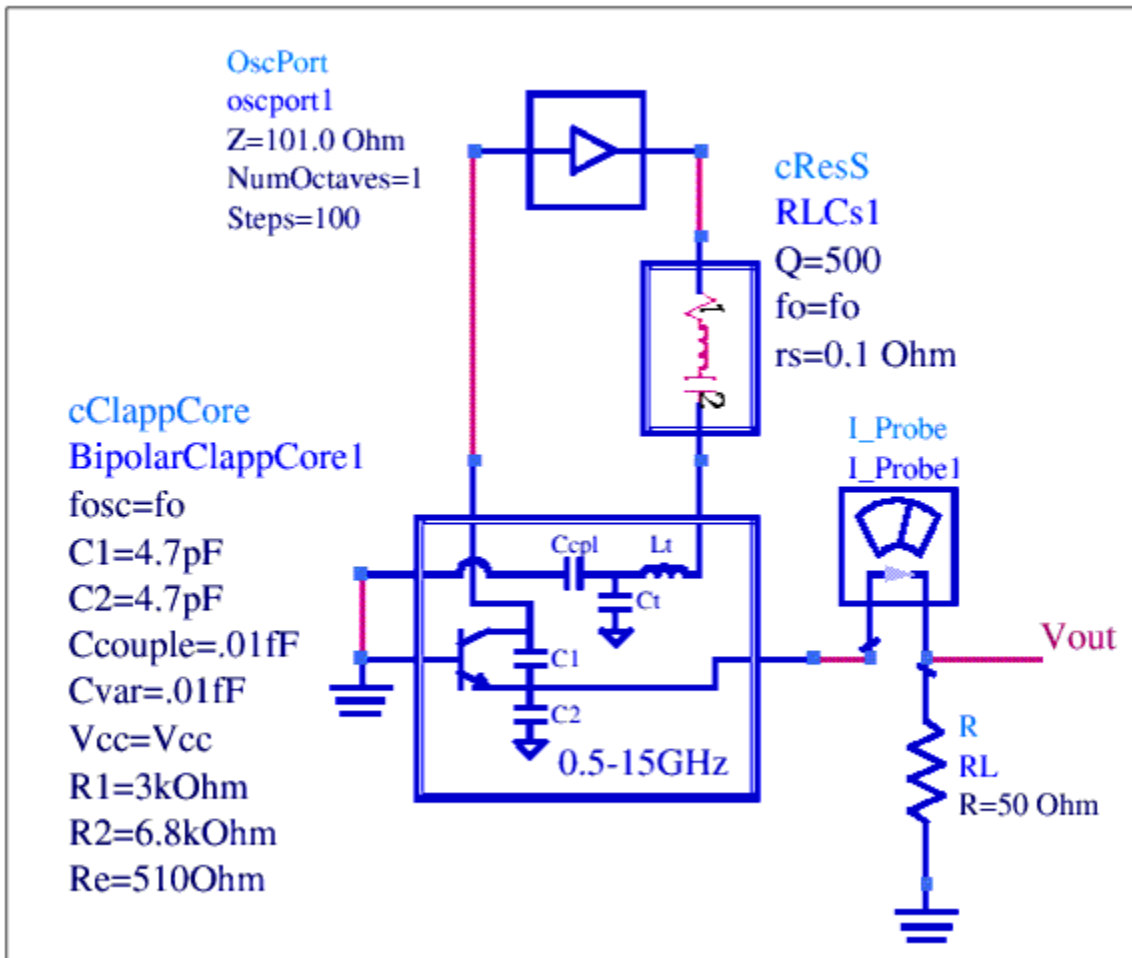 OscPort
oscport1
Z=101.0 Ohm
NumOctaves=1
Steps=100
cResS
RLCs1
Q=500
fo=fo
rs=0.1 Ohm
1
2
cClappCore
BipolarClappCore1
fosc=fo
C1=4.7pF
C2=4.7pF
Ccouple=.01fF
Cvar=.01fF
Vcc=Vcc
R1=3kOhm
R2=6.8kOhm
Re=510Ohm
Ccpl
Lt
Ct
C1
C2
0.5-15GHz
I_Probe
I_Probe1
Vout
R
RL
R=50 Ohm